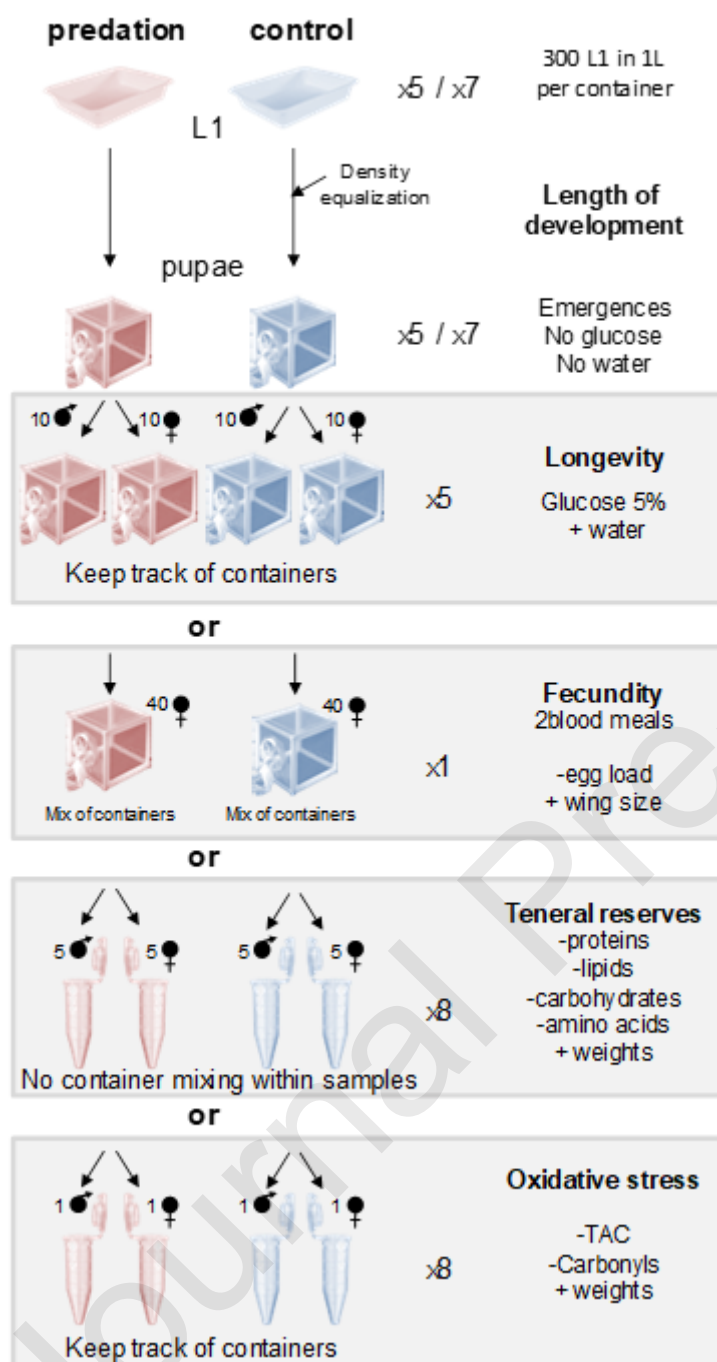 predation control
x5 / x7
300 L1 in 1L
per container
L1
Density
equalization
Length of
development
pupae
x5 / x7
Emergences
No glucose
No water
10 10 10 10
x5
Longevity
Glucose 5%
+ water
Keep track of containers
or
40 40
x1
Fecundity
2blood meals
-egg load
+ wing size
Mix of containers Mix of containers
or
5 5 5 5
x8
Teneral reserves
-proteins
-lipids
-carbohydrates
-amino acids
+ weights
No container mixing within samples
or
1 1 1 1
x8
Oxidative stress
-TAC
-Carbonyls
+ weights
Keep track of containers
Journal Pre